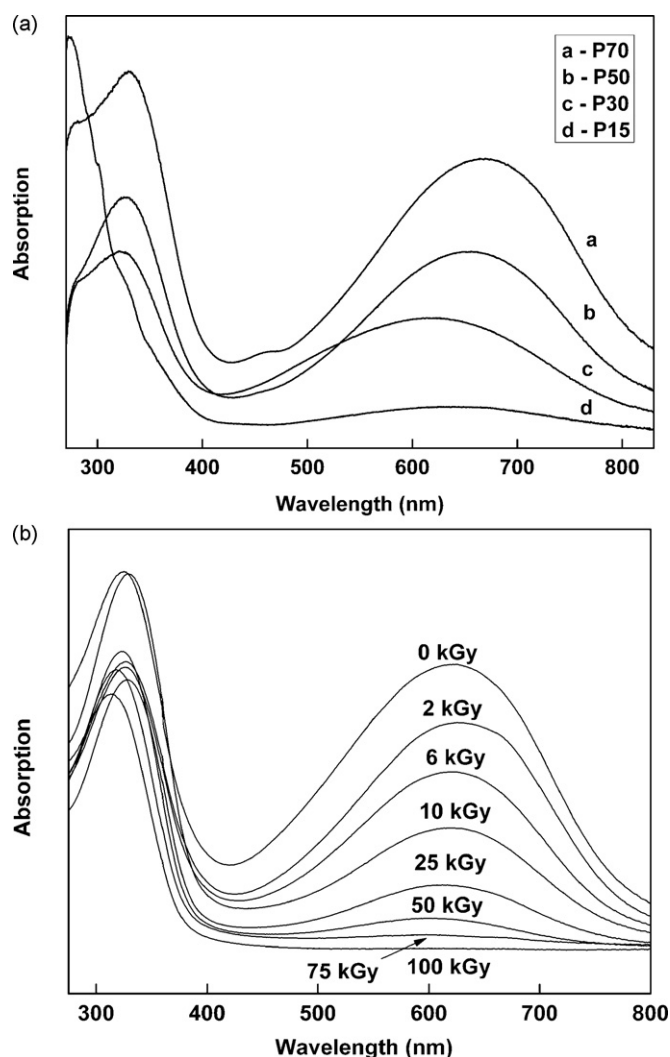 (a)
a - P70
b - P50
c - P30
d - P15
Absorption
a
b
c
d
300 400 500 600 700 800
Wavelength (nm)
(b)
0 kGy
2 kGy
6 kGy
10 kGy
25 kGy
50 kGy
75 kGy
100 kGy
Absorption
300 400 500 600 700 800
Wavelength (nm)